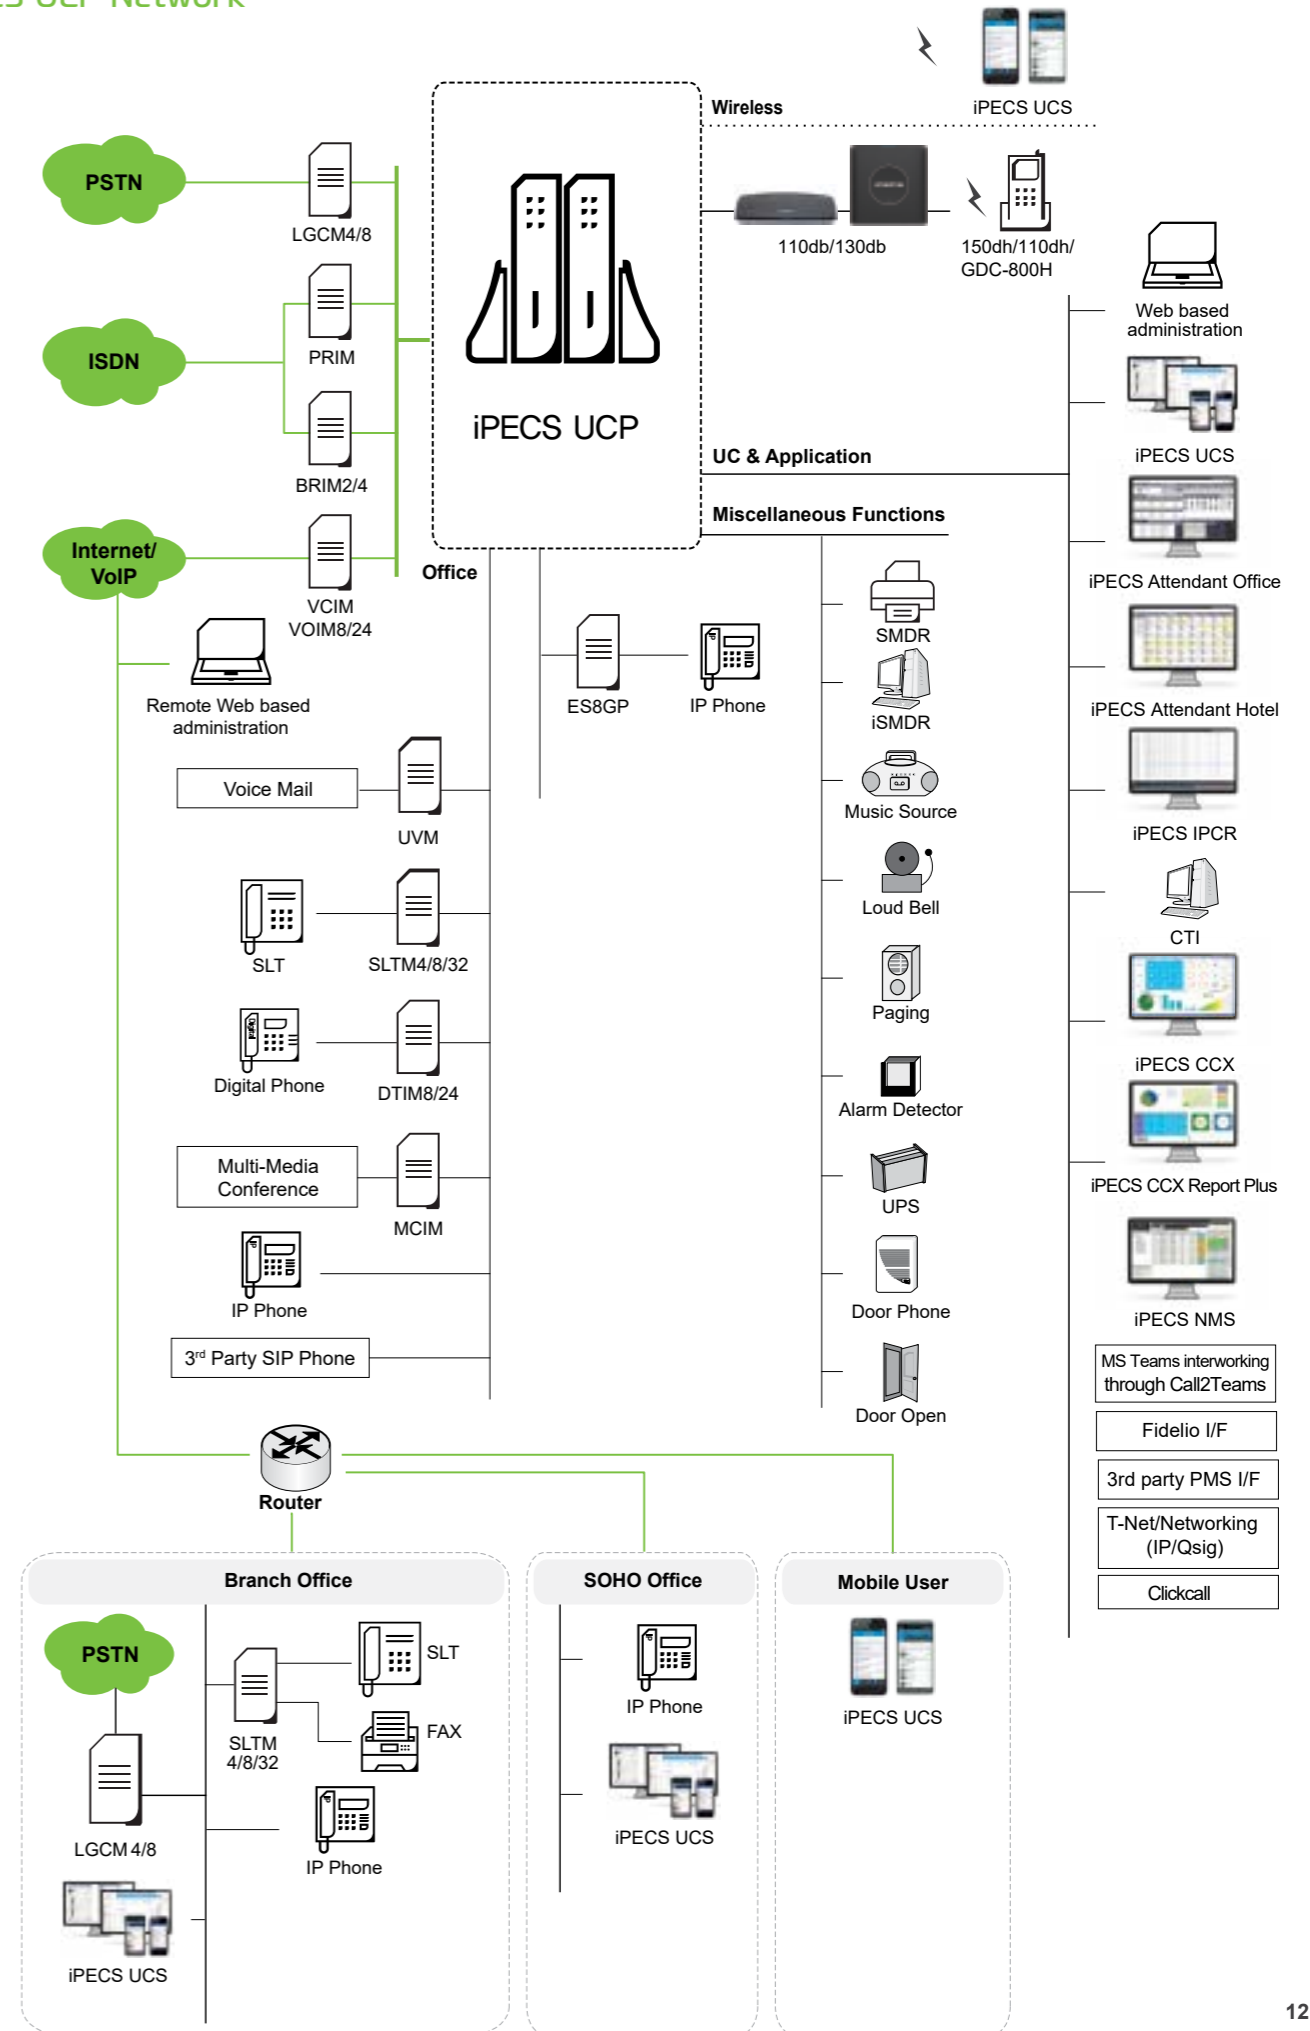 UCP Network
iPECS UCS
Wireless
PSTN
LGCM4/8
110db/130db
150dh/110dh/
GDC-800H
Web based
administration
ISDN
PRIM
BRIM2/4
iPECS UCP
iPECS UCS
UC & Application
Miscellaneous Functions
Internet/
VoIP
VCIM
VOIM8/24
Office
iPECS Attendant Office
SMDR
Remote Web based
administration
ES8GP
IP Phone
iSMDR
iPECS Attendant Hotel
Voice Mail
UVM
Music Source
iPECS IPCR
SLT
SLTM4/8/32
Loud Bell
CTI
Paging
Digital Phone
DTIM8/24
iPECS CCX
Alarm Detector
Multi-Media
Conference
MCIM
UPS
iPECS CCX Report Plus
IP Phone
Door Phone
iPECS NMS
3rd Party SIP Phone
MS Teams interworking
through Call2Teams
Door Open
Fidelio I/F
Router
3rd party PMS I/F
T-Net/Networking
(IP/Qsig)
Clickcall
Branch Office
SOHO Office
Mobile User
PSTN
SLT
SLTM
4/8/32
FAX
LGCM 4/8
IP Phone
iPECS UCS
IP Phone
iPECS UCS
iPECS UCS
12